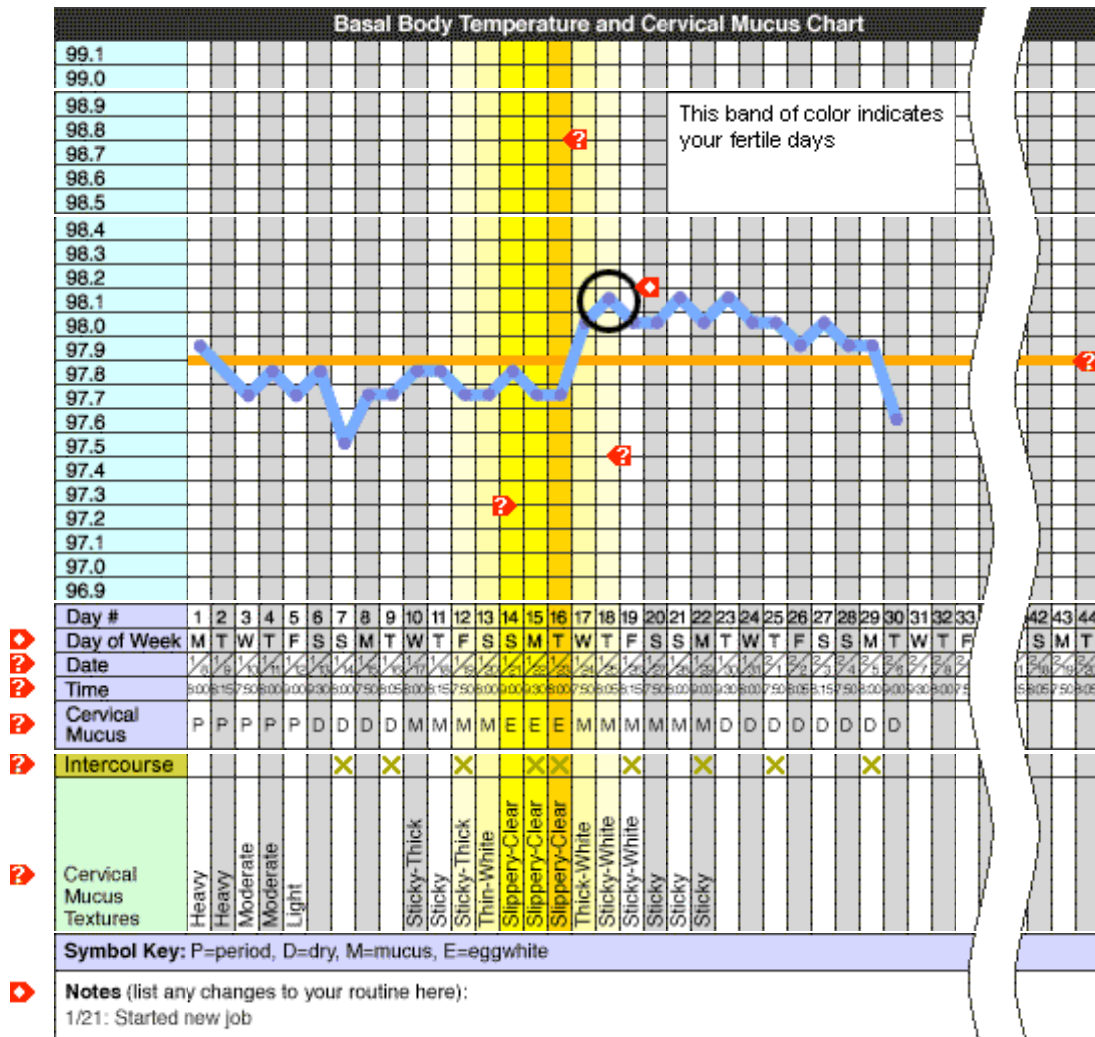 Basal Body Temperature and Cervical Mucus Chart
99.1
99.0
98.9
98.8
98.7
98.6
98.5
This band of color indicates
your fertile days
?
98.4
98.3
98.2
98.1
98.0
97.9
97.8
97.7
97.6
97.5
97.4
97.3
97.2
97.1
97.0
96.9
?
?
?
Day # 1 2 3 4 5 6 7 8 9 10 11 12 13 14 15 16 17 18 19 20 21 22 23 24 25 26 27 28 29 30 31 32 33 42 43 44
Day of Week M T W T F S S M T W T F S S M T W T F S S M T W T F S S M T W T F S M T
? Date
? Time
? Cervical
Mucus P P P P P D D D D M M M M E E E M M M M M M D D D D D D D D
? Intercourse X X X X X X X X X
? Cervical
Mucus
Textures
Heavy
Heavy
Moderate
Moderate
Light
Sticky-Thick
Sticky
Sticky-Thick
Thin-White
Slippery-Clear
Slippery-Clear
Slippery-Clear
Thick-White
Sticky-White
Sticky-White
Sticky
Sticky
Sticky
Symbol Key: P=period, D=dry, M=mucus, E=eggwhite
Notes (list any changes to your routine here):
1/21: Started new job